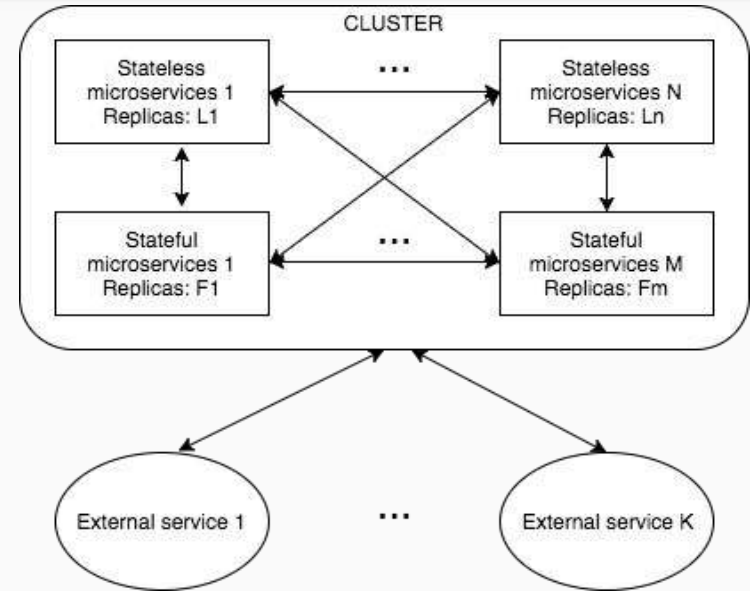 CLUSTER
Stateless
microservices 1
Replicas: L1
...
Stateless
microservices N
Replicas: Ln
Stateful
microservices 1
Replicas: F1
...
Stateful
microservices M
Replicas: Fm
External service 1
...
External service K